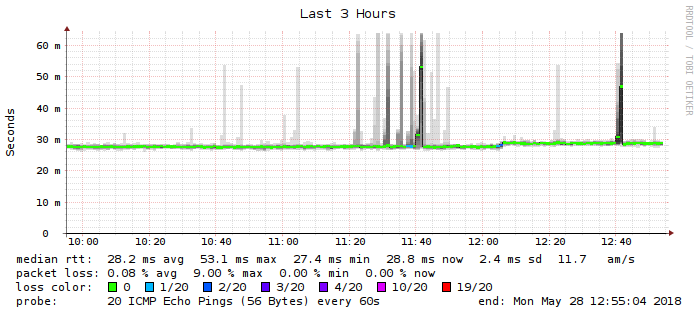 Last 3 Hours
RRDTOOL / TOBI OETIKER
Seconds
60 m
50 m
40 m
30 m
20 m
10 m
0
10:00 10:20 10:40 11:00 11:20 11:40 12:00 12:20 12:40
median rtt: 28.2 ms avg 53.1 ms max 27.4 ms min 28.8 ms now 2.4 ms sd 11.7 am/s
packet loss: 0.08 % avg 9.00 % max 0.00 % min 0.00 % now
loss color: 0 1/20 2/20 3/20 4/20 10/20 19/20
probe: 20 ICMP Echo Pings (56 Bytes) every 60s end: Mon May 28 12:55:04 2018